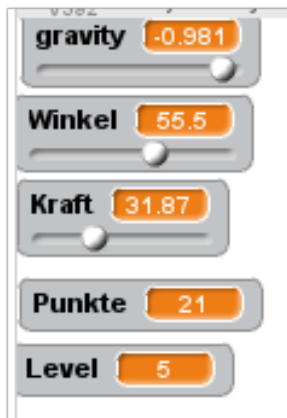 gravity -0.981
Winkel 55.5
Kraft 31.87
Punkte 21
Level 5